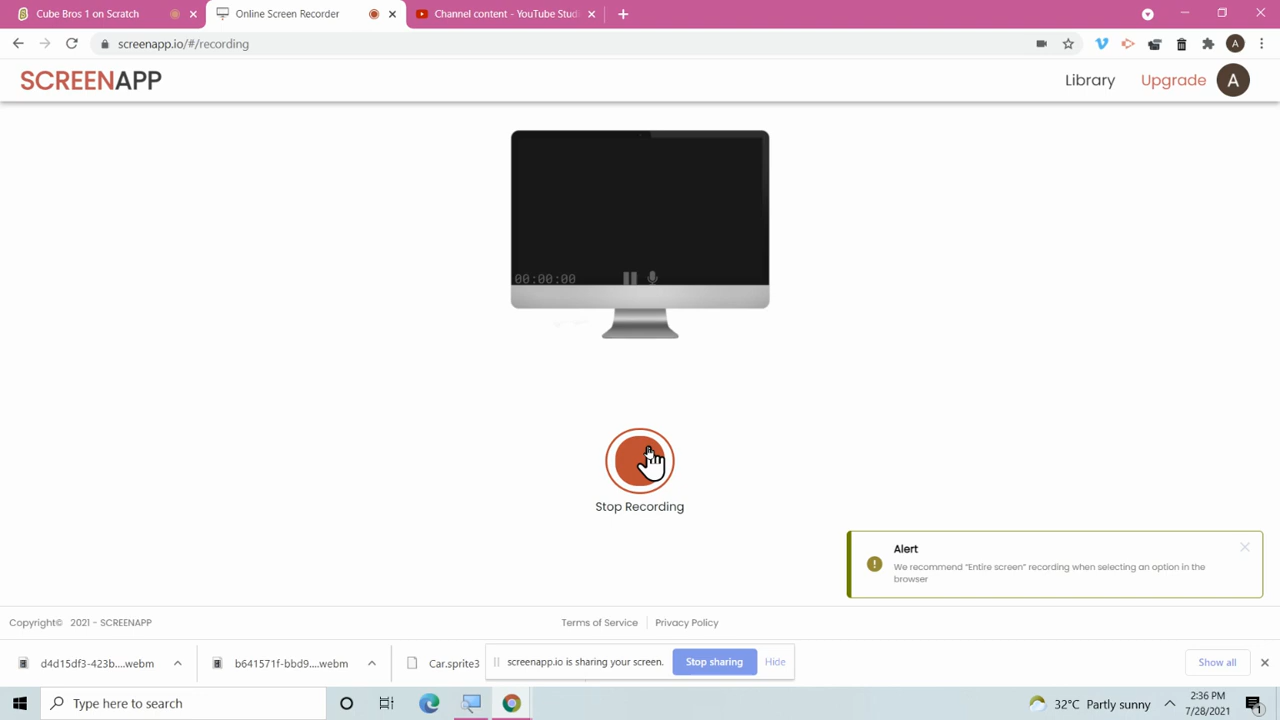 Cube Bros 1 on Scratch
Online Screen Recorder
Channel content - YouTube Stud
screenapp.io/#/recording
A
SCREENAPP
Library
Upgrade
A
00:00:00
Stop Recording
Alert
We recommend "Entire screen" recording when selecting an option in the
browser
Copyright© 2021 - SCREENAPP
Terms of Service
Privacy Policy
d4d15df3-423b....webm
b641571f-bbd9....webm
Car.sprite3
screenapp.io is sharing your screen.
Stop sharing
Hide
Show all
Type here to search
32°C Partly sunny
2:36 PM
7/28/2021
1